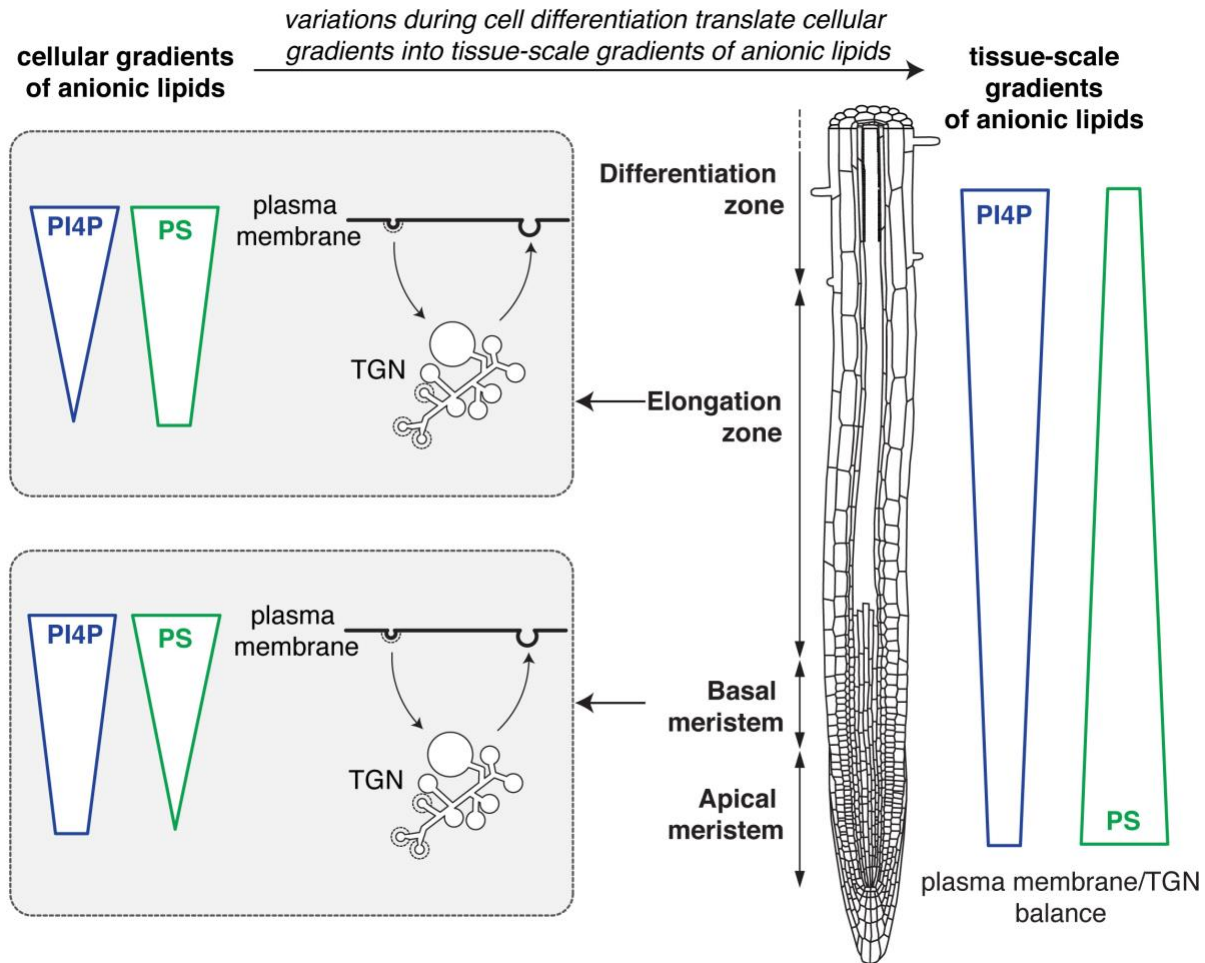 variations during cell differentiation translate cellular
gradients into tissue-scale gradients of anionic lipids
cellular gradients
of anionic lipids
tissue-scale
gradients
of anionic lipids
PI4P
PS
plasma
membrane
TGN
Differentiation
zone
Elongation
zone
PI4P
PI4P
PS
plasma
membrane
TGN
Basal
meristem
Apical
meristem
PS
plasma membrane/TGN
balance